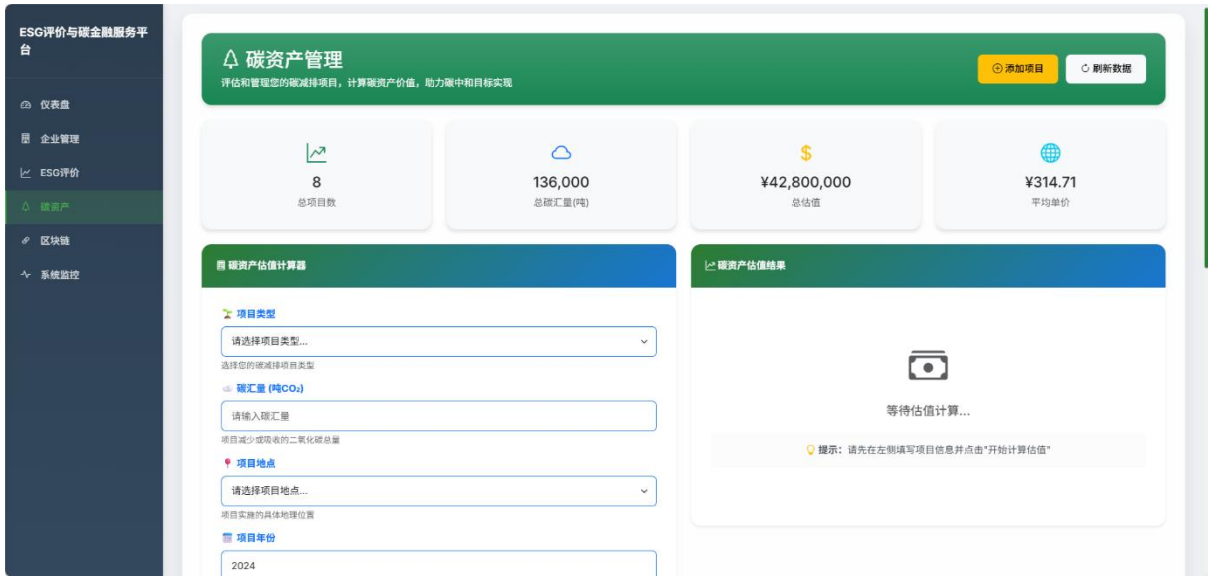 ESG评价与碳金融服务平
台
仪表盘
企业管理
ESG评价
碳资产
区块链
系统监控
碳资产管理
评估和管理您的碳减排项目，计算碳资产价值，助力碳中和目标实现
添加项目
刷新数据
8
总项目数
136,000
总碳汇量(吨)
¥42,800,000
总估值
¥314.71
平均单价
碳资产估值计算器
项目类型
请选择项目类型...
选择您的碳减排项目类型
碳汇量 (吨CO₂)
请输入碳汇量
项目减少或吸收的二氧化碳总量
项目地点
请选择项目地点...
项目实施的具体地理位置
项目年份
2024
碳资产估值结果
等待估值计算...
提示：请先在左侧填写项目信息并点击"开始计算估值"